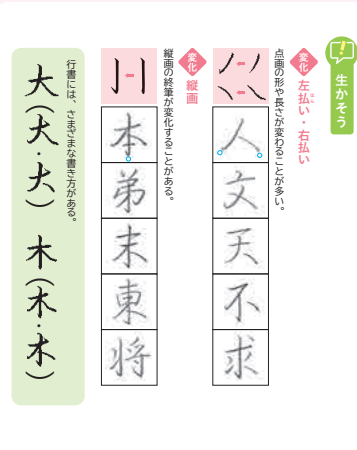 生かそう
変化 左払い・右払い
はら
点画の形や長さが変わることが多い。
人文天不求
変化 縦画
縦画の終筆が変化することがある。
本弟末東将
行書には、さまざまな書き方がある。
大(大・大) 木(木・木)